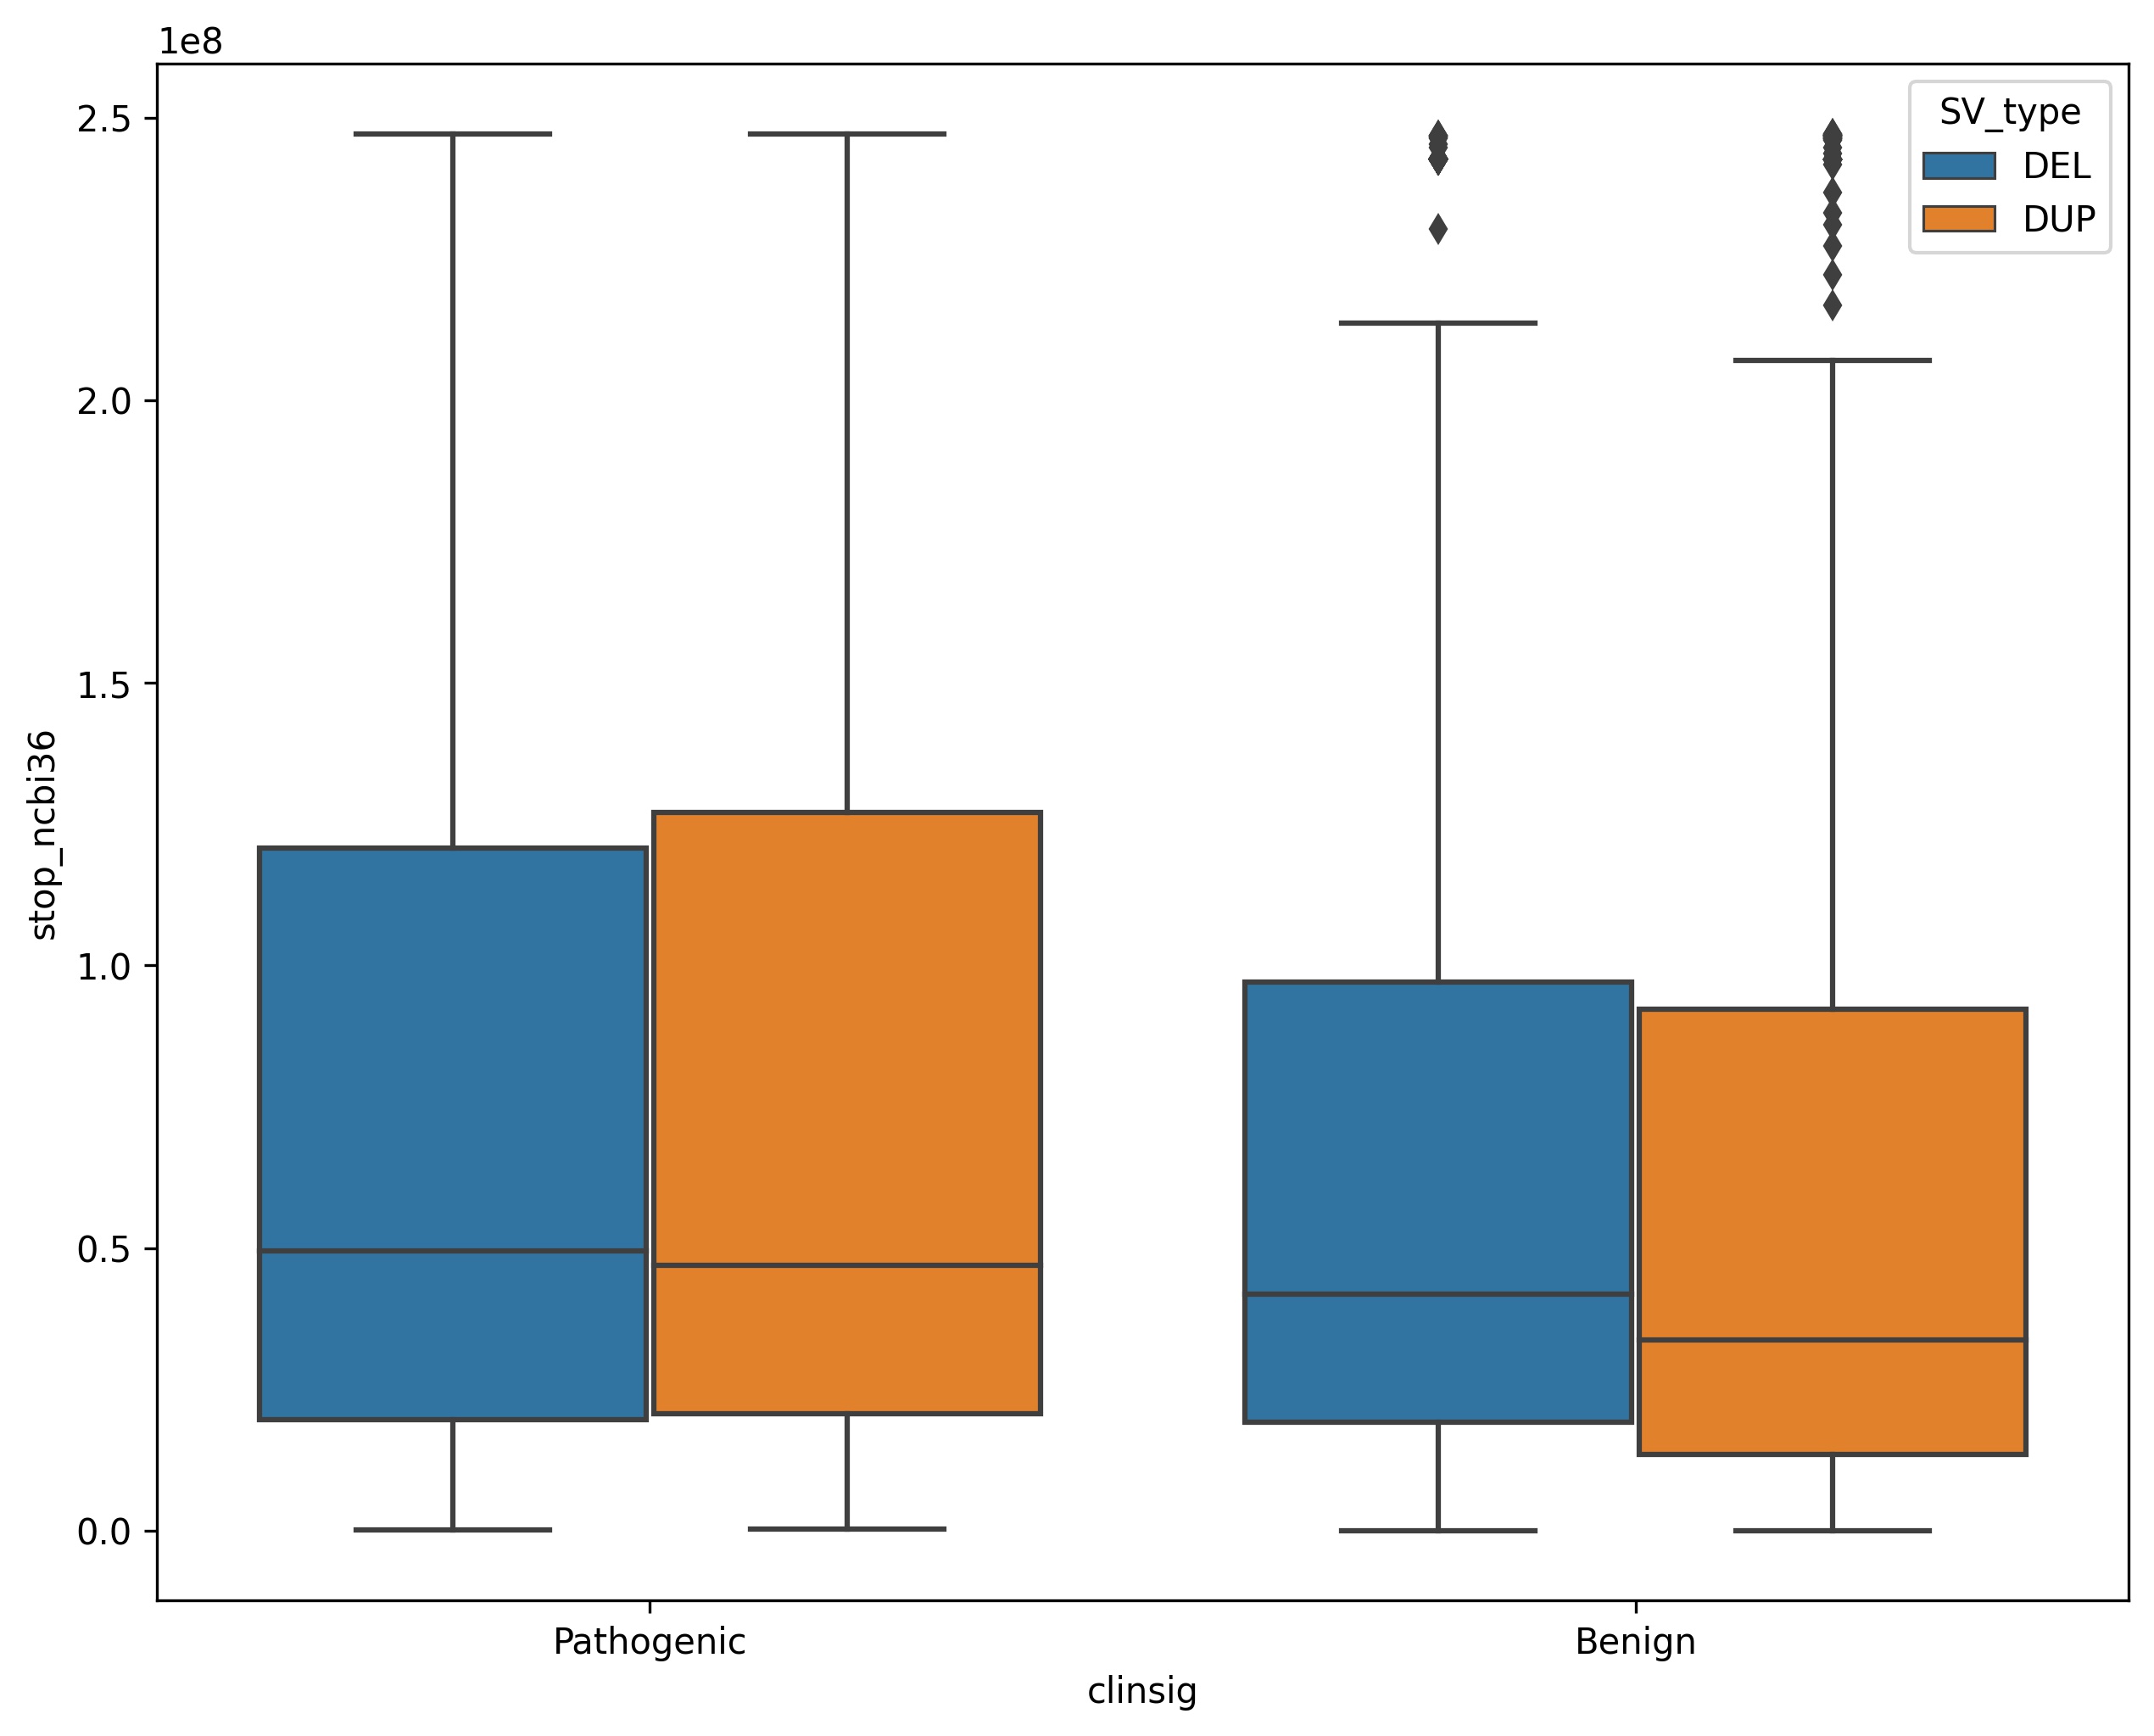 1e8
2.5
2.0
1.5
1.0
0.5
0.0
stop_ncbi36
SV_type
DEL
DUP
Pathogenic
Benign
clinsig